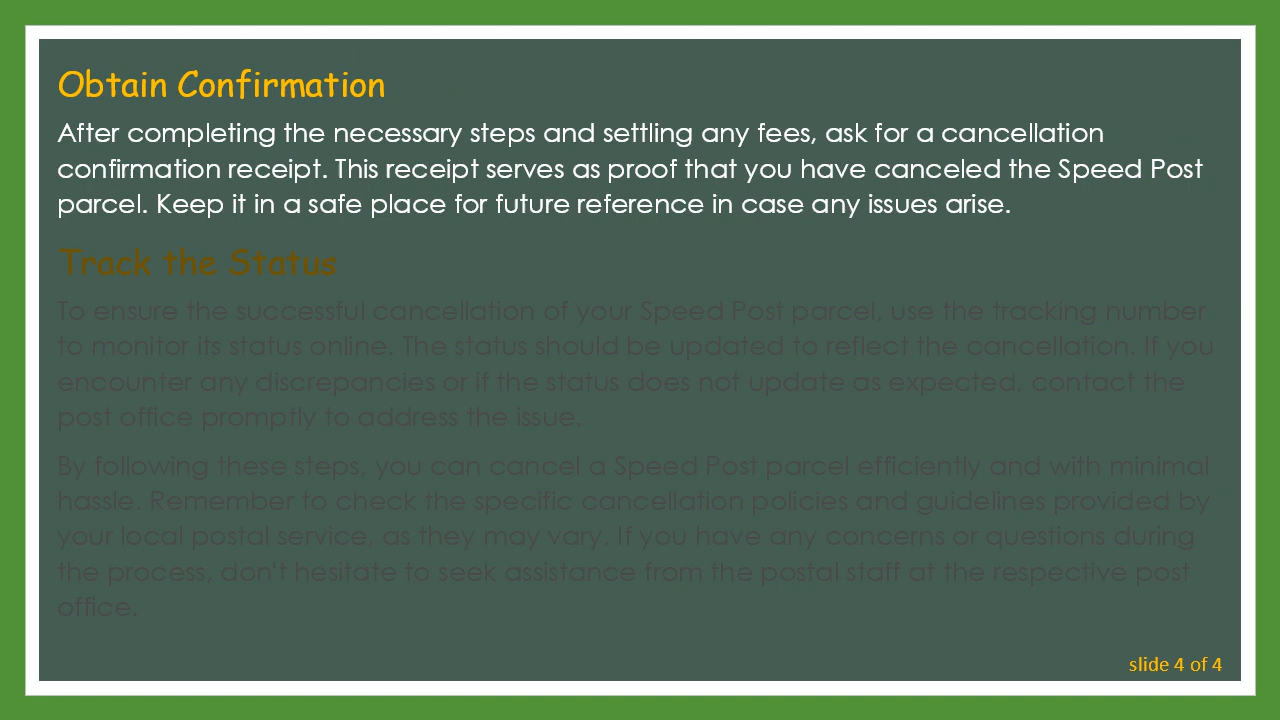 Obtain Confirmation
After completing the necessary steps and settling any fees, ask for a cancellation
confirmation receipt. This receipt serves as proof that you have canceled the Speed Post
parcel. Keep it in a safe place for future reference in case any issues arise.
Track the Status
To ensure the successful cancellation of your Speed Post parcel, use the tracking number
to monitor its status online. The status should be updated to reflect the cancellation. If you
encounter any discrepancies or if the status does not update as expected, contact the
post office promptly to address the issue.
By following these steps, you can cancel a Speed Post parcel efficiently and with minimal
hassle. Remember to check the specific cancellation policies and guidelines provided by
your local postal service, as they may vary. If you have any concerns or questions during
the process, don't hesitate to seek assistance from the postal staff at the respective post
office.
slide 4 of 4